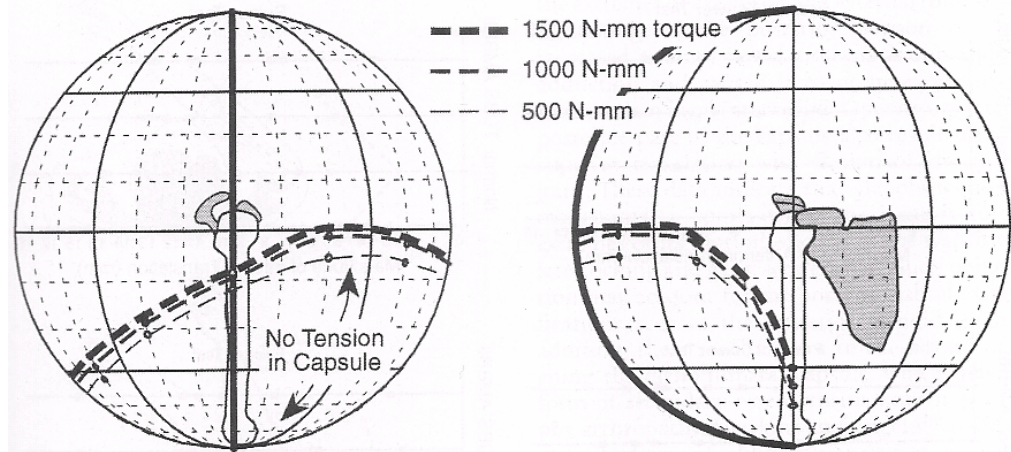 1500 N-mm torque
1000 N-mm
500 N-mm
No Tension
in Capsule